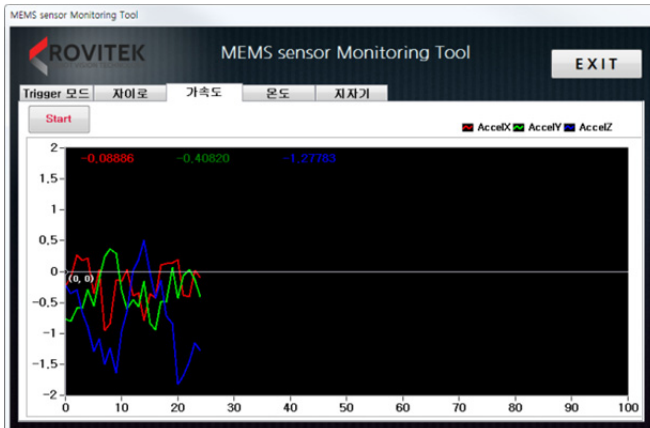 MEMS sensor Monitoring Tool
ROVITEK
MEMS sensor Monitoring Tool
EXIT
Trigger 모드 자이로 가속도 온도 지자기
Start
AccelX AccelY AccelZ
-0,08886 -0,40820 -1,27783
2
1,5
1
0,5
0
(0, 0)
-0,5
-1
-1,5
-2
0 10 20 30 40 50 60 70 80 90 100